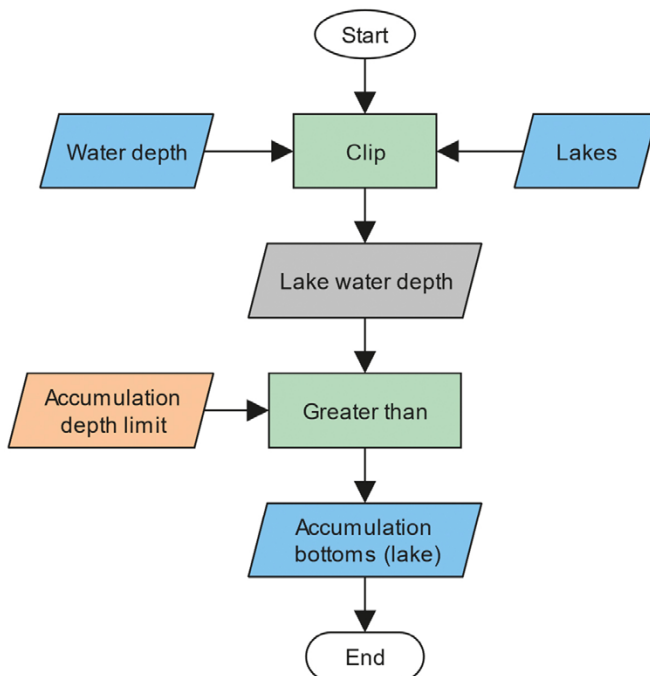 Start
Water depth
Clip
Lakes
Lake water depth
Accumulation
depth limit
Greater than
Accumulation
bottoms (lake)
End